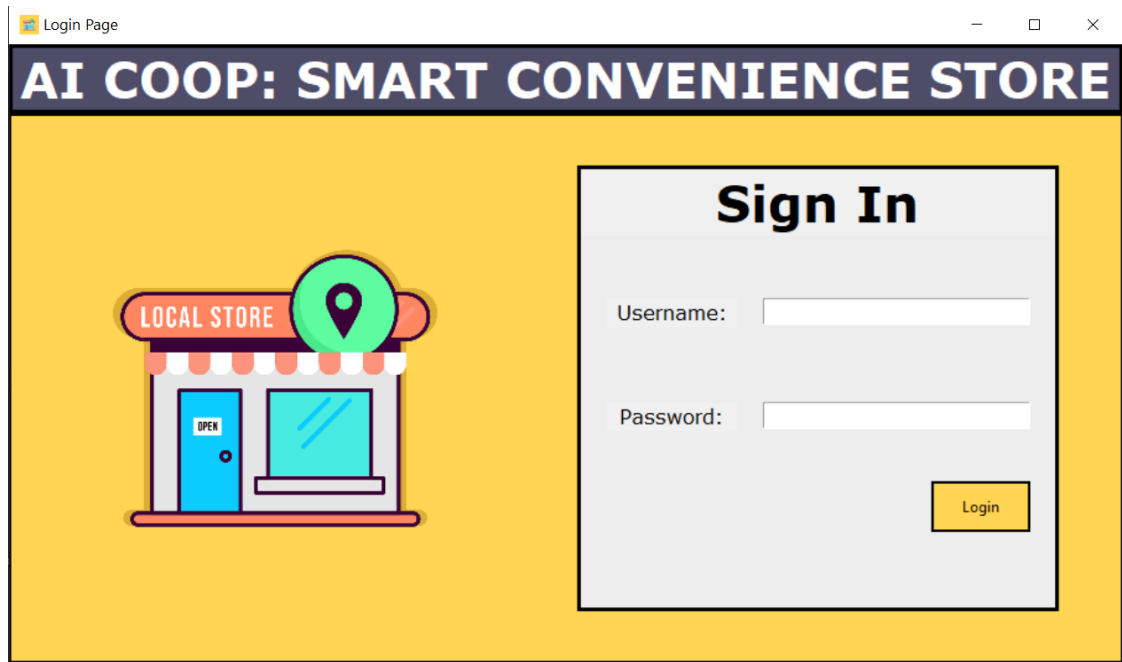 Login Page
AI COOP: SMART CONVENIENCE STORE
Sign In
LOCAL STORE
Username:
OPEN
Password:
Login